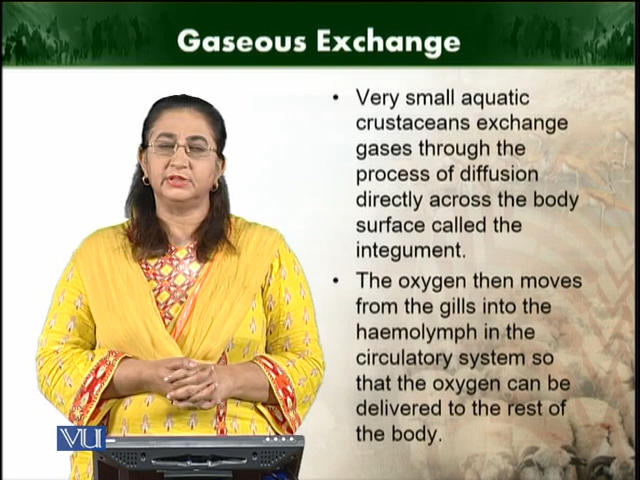 Gaseous Exchange
• Very small aquatic
crustaceans exchange
gases through the
process of diffusion
directly across the body
surface called the
integument.
• The oxygen then moves
from the gills into the
haemolymph in the
circulatory system so
that the oxygen can be
delivered to the rest of
the body.
VU